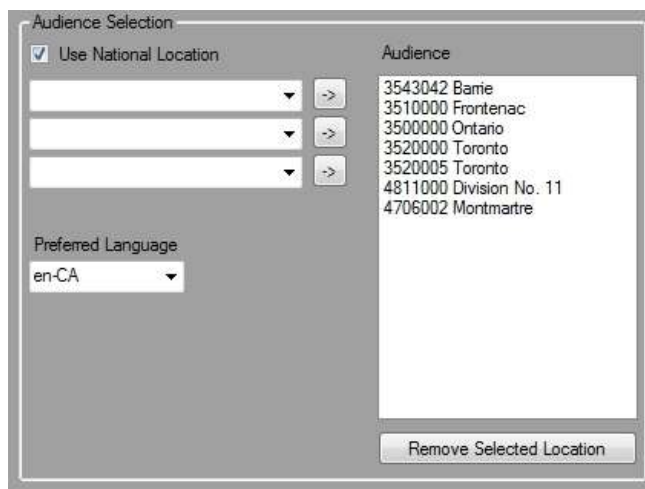 Audience Selection
Use National Location
->
->
->
Preferred Language
en-CA
Audience
3543042 Barrie
3510000 Frontenac
3500000 Ontario
3520000 Toronto
3520005 Toronto
4811000 Division No. 11
4706002 Montmartre
Remove Selected Location